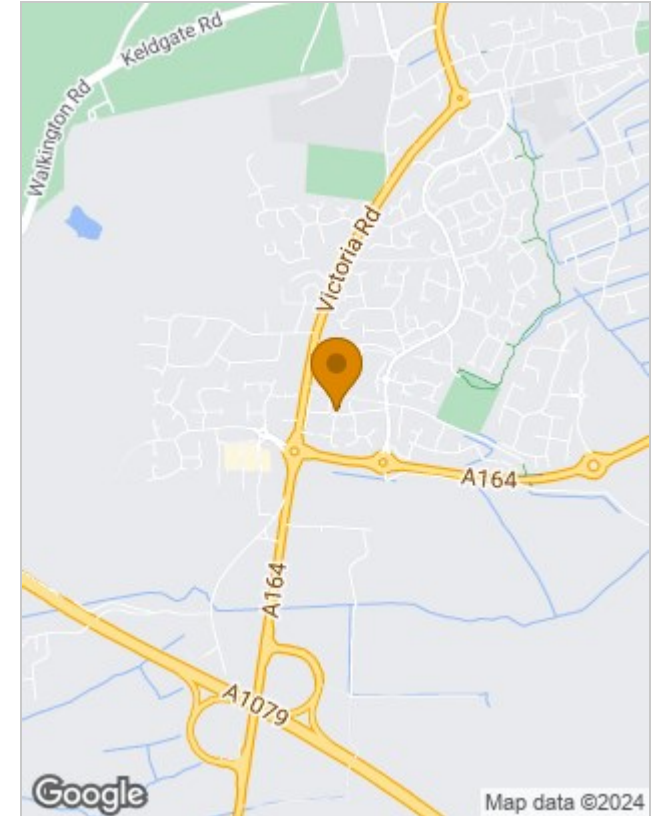 Keldgate Rd
Walkington Rd
Victoria Rd
A164
A164
A1079
Google
Map data ©2024